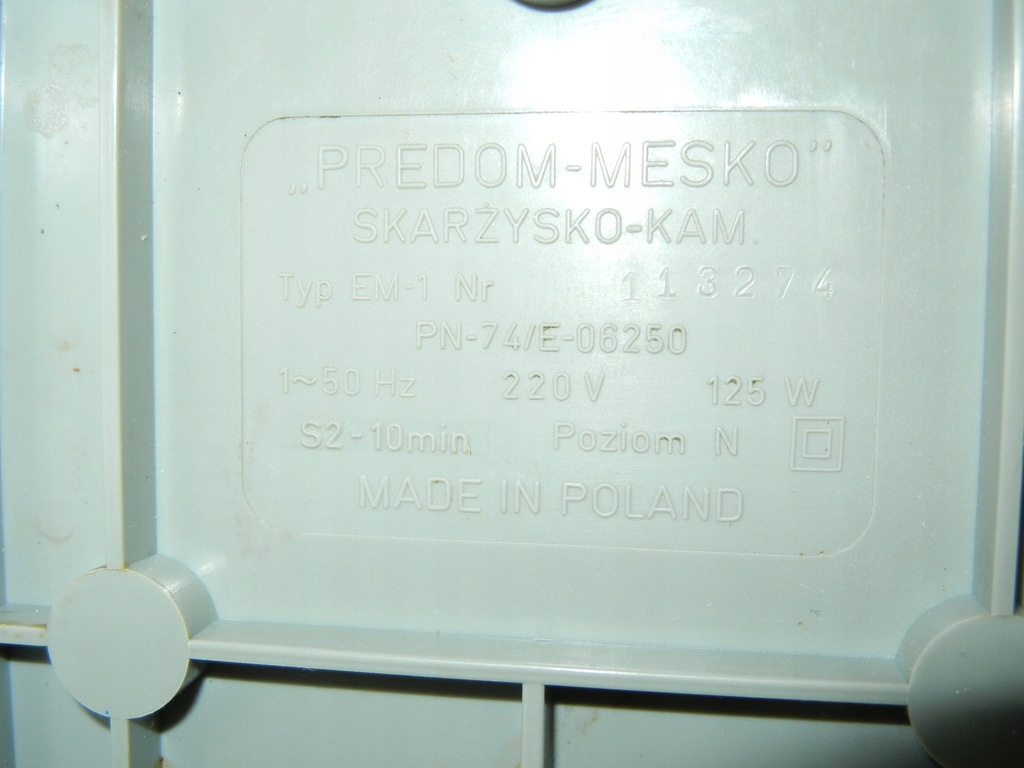 „PREDOM-MESKO”
SKARŻYSKO-KAM.
Typ EM-1 Nr 113274
PN-74/E-06250
1~50 Hz 220 V 125 W
S2-10min Poziom N
MADE IN POLAND